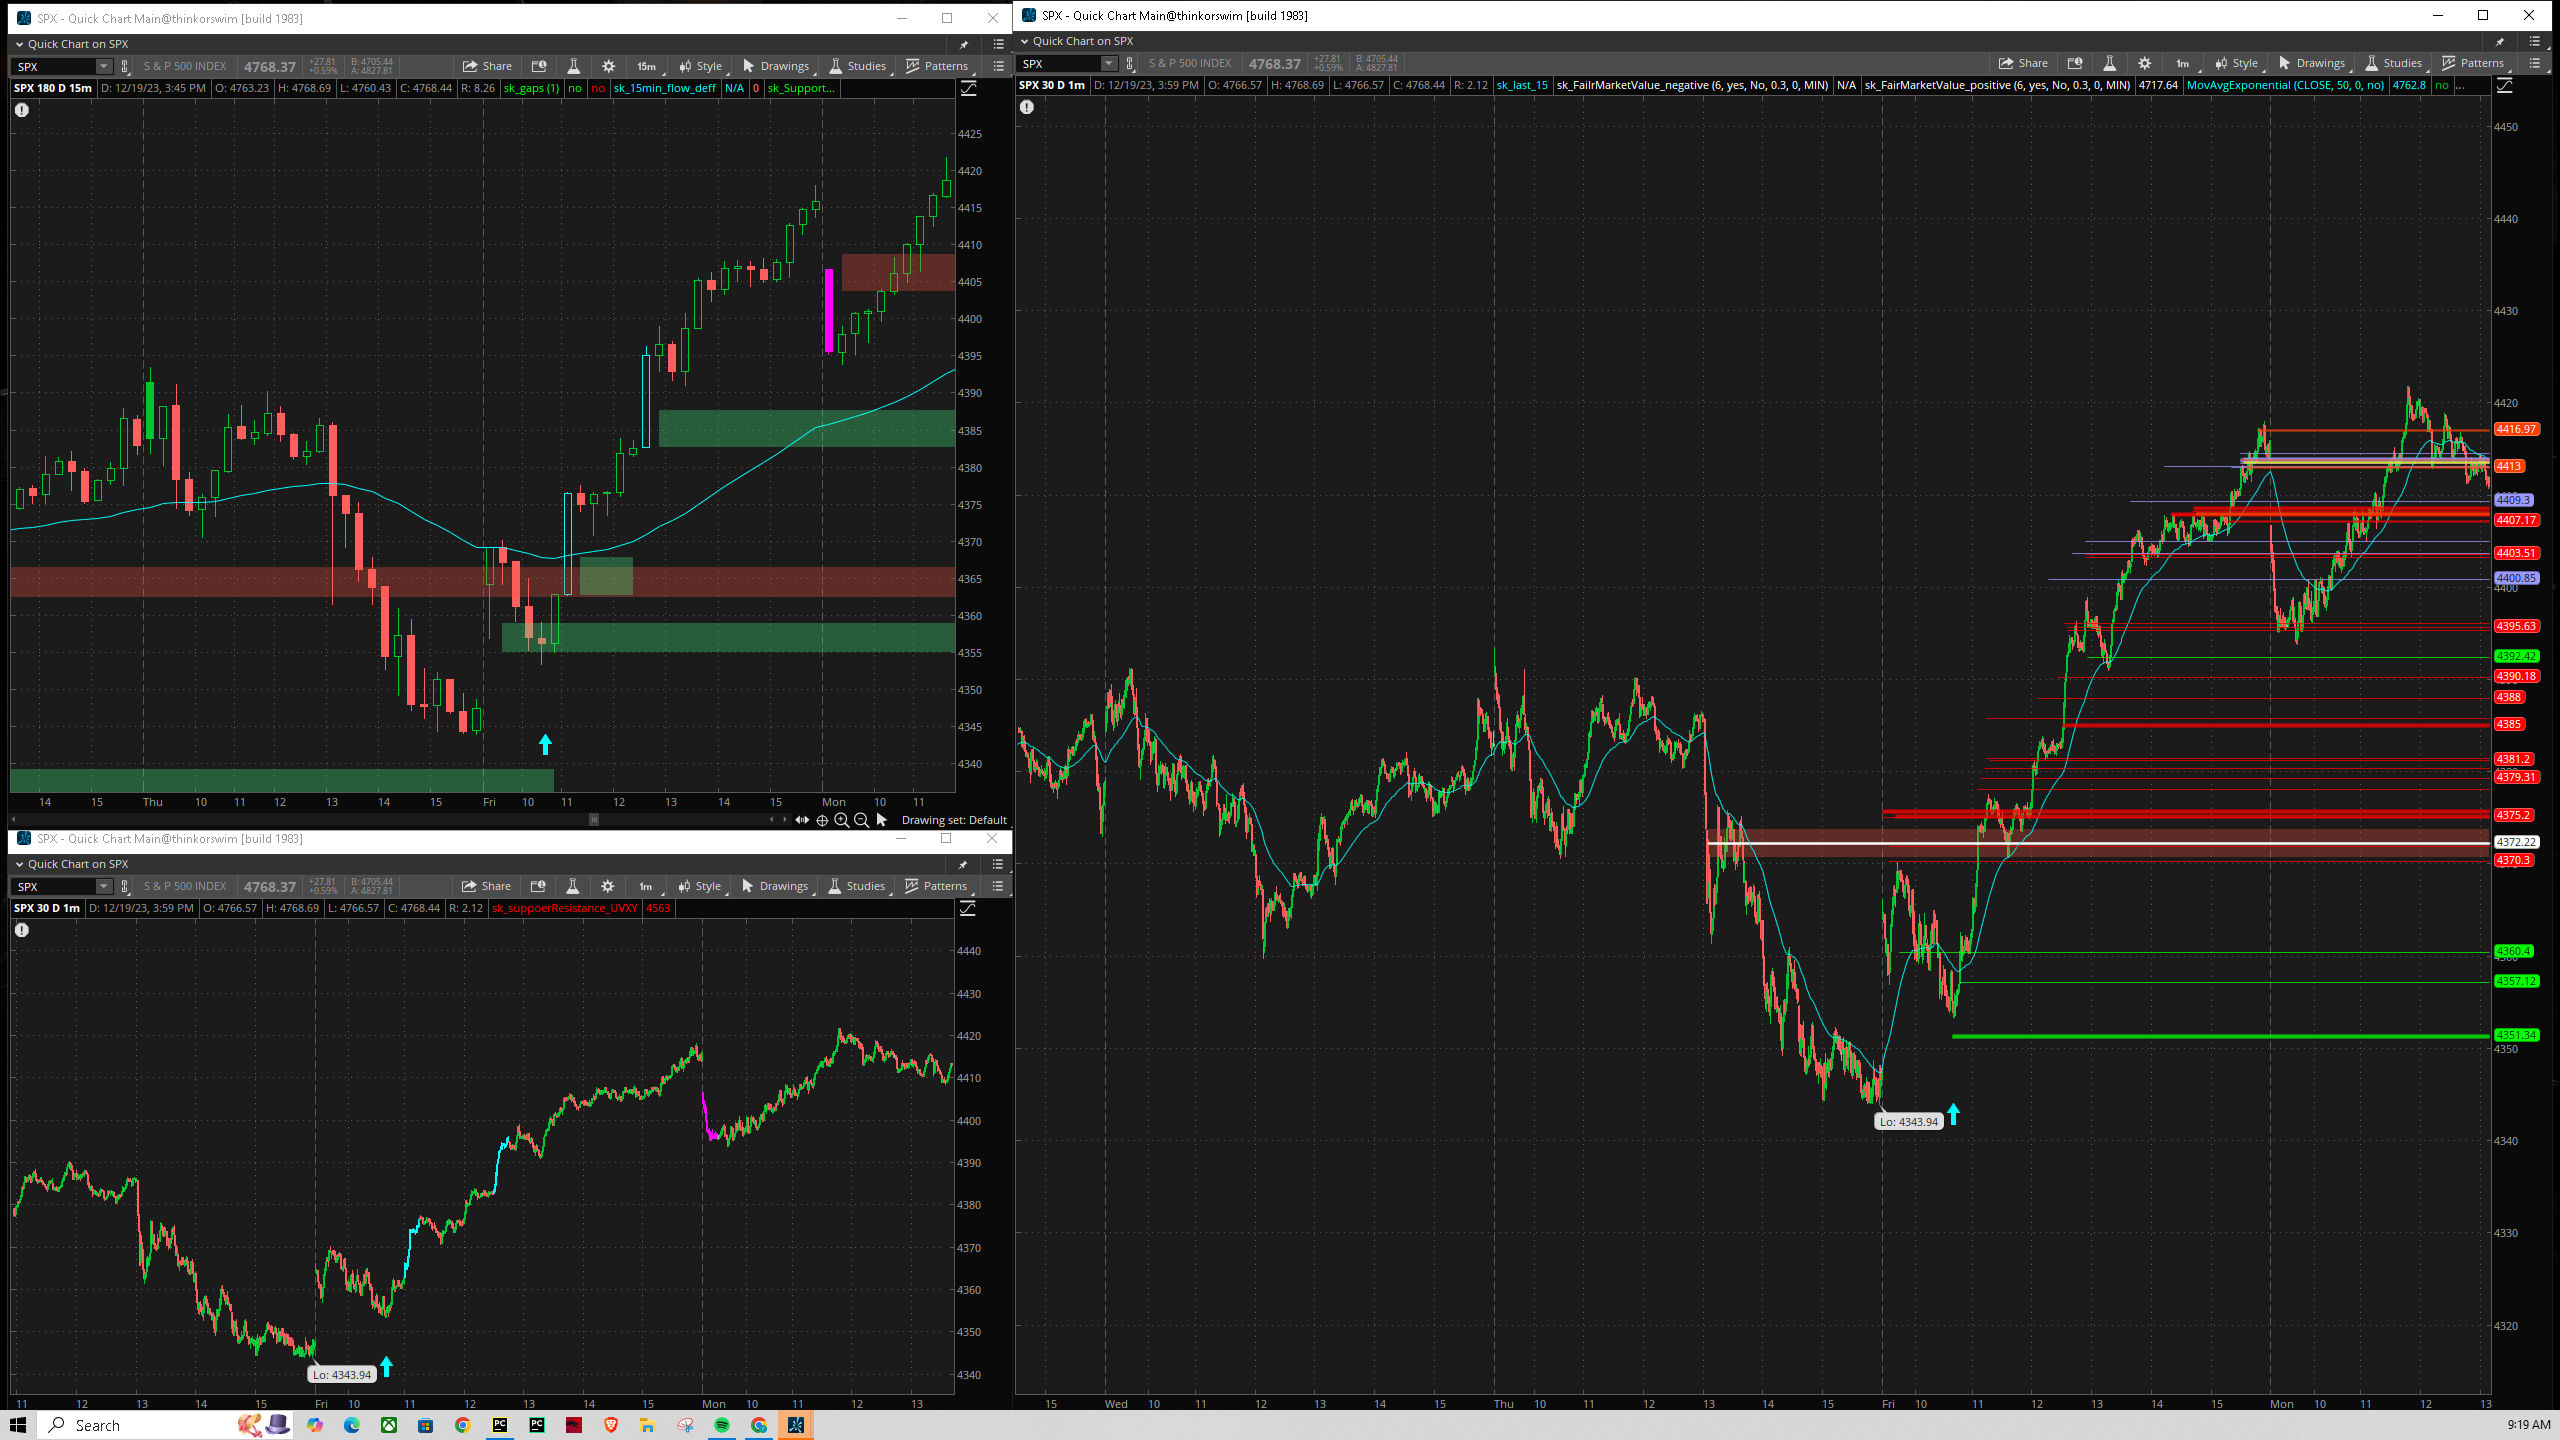 SPX - Quick Chart Main@thinkorswim [build 1983]
Quick Chart on SPX
SPX S & P 500 INDEX 4768.37 +27.81 +0.59% B: 4705.44 A: 4827.81 Share 15m Style Drawings Studies Patterns
SPX 180 D 15m D: 12/19/23, 3:45 PM O: 4763.23 H: 4768.69 L: 4760.43 C: 4768.44 R: 8.26 sk_gaps (1) no no sk_15min_flow_deff N/A 0 sk_Support...
4425
4420
4415
4410
4405
4400
4395
4390
4385
4380
4375
4370
4365
4360
4355
4350
4345
4340
14 15 Thu 10 11 12 13 14 15 Fri 10 11 12 13 14 15 Mon 10 11
Drawing set: Default
SPX - Quick Chart Main@thinkorswim [build 1983]
Quick Chart on SPX
SPX S & P 500 INDEX 4768.37 +27.81 +0.59% B: 4705.44 A: 4827.81 Share 1m Style Drawings Studies Patterns
SPX 30 D 1m D: 12/19/23, 3:59 PM O: 4766.57 H: 4768.69 L: 4766.57 C: 4768.44 R: 2.12 sk_suppoerResistance_UVXY 4563
4440
4430
4420
4410
4400
4390
4380
4370
4360
4350
4340
Lo: 4343.94
11 12 13 14 15 Fri 10 11 12 13 14 15 Mon 10 11 12 13
SPX - Quick Chart Main@thinkorswim [build 1983]
Quick Chart on SPX
SPX S & P 500 INDEX 4768.37 +27.81 +0.59% B: 4705.44 A: 4827.81 Share 1m Style Drawings Studies Patterns
SPX 30 D 1m D: 12/19/23, 3:59 PM O: 4766.57 H: 4768.69 L: 4766.57 C: 4768.44 R: 2.12 sk_last_15 sk_FailrMarketValue_negative (6, yes, No, 0.3, 0, MIN) N/A sk_FairMarketValue_positive (6, yes, No, 0.3, 0, MIN) 4717.64 MovAvgExponential (CLOSE, 50, 0, no) 4762.8 no ...
4450
4440
4430
4420
4416.97
4413
4409.3
4407.17
4403.51
4400.85
4400
4395.63
4392.42
4390.18
4388
4385
4381.2
4379.31
4375.2
4372.22
4370.3
4360.4
4357.12
4351.34
4350
4340
4330
4320
Lo: 4343.94
15 Wed 10 11 12 13 14 15 Thu 10 11 12 13 14 15 Fri 10 11 12 13 14 15 Mon 10 11 12 13
Search
PC PC
9:19 AM